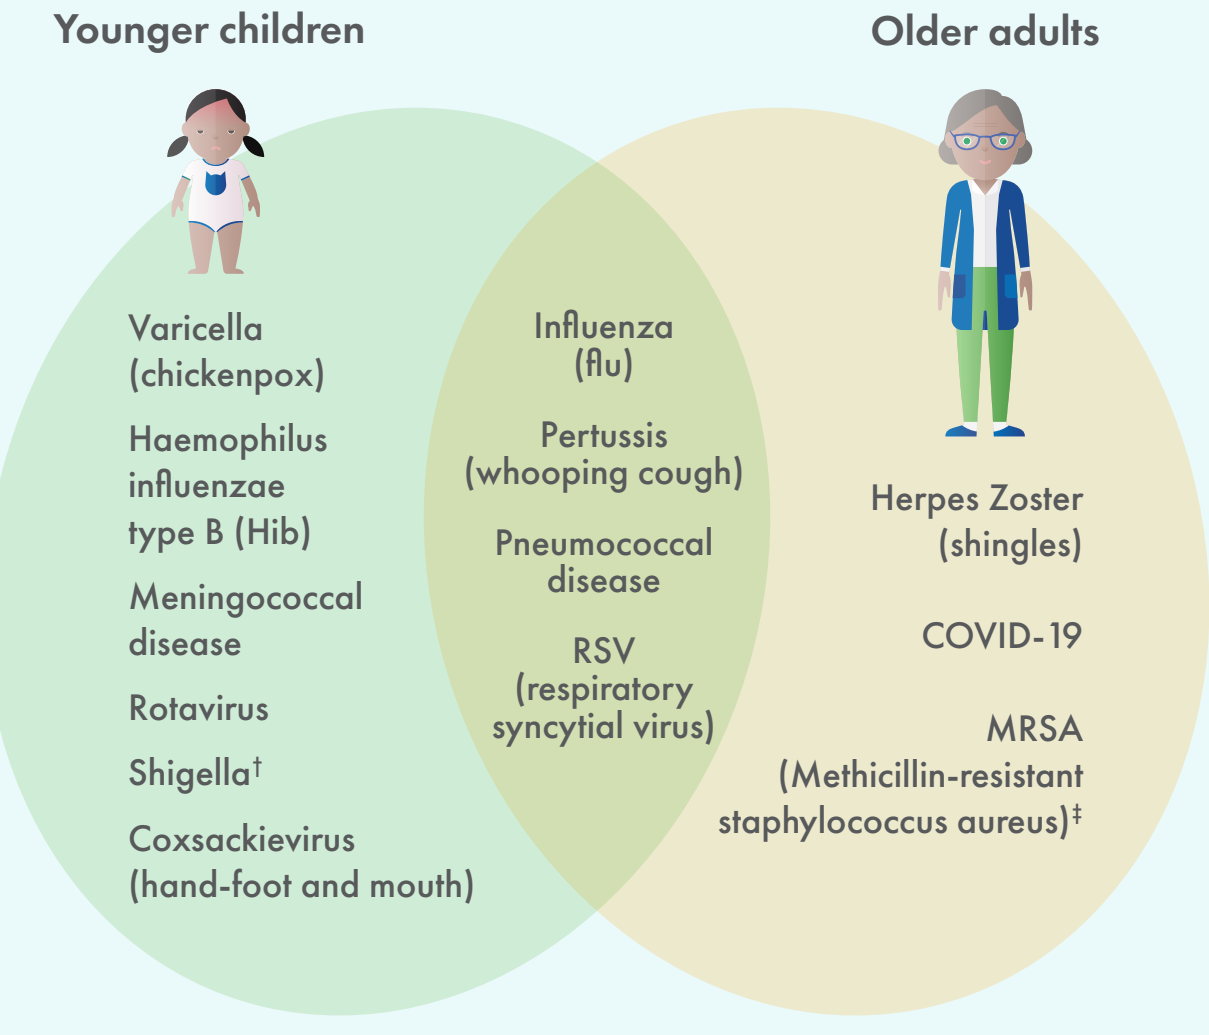 Younger children
Older adults
Varicella
(chickenpox)
Haemophilus
influenzae
type B (Hib)
Meningococcal
disease
Rotavirus
Shigella†
Coxsackievirus
(hand-foot and mouth)
Influenza
(flu)
Pertussis
(whooping cough)
Pneumococcal
disease
RSV
(respiratory
syncytial virus)
Herpes Zoster
(shingles)
COVID-19
MRSA
(Methicillin-resistant
staphylococcus aureus)‡